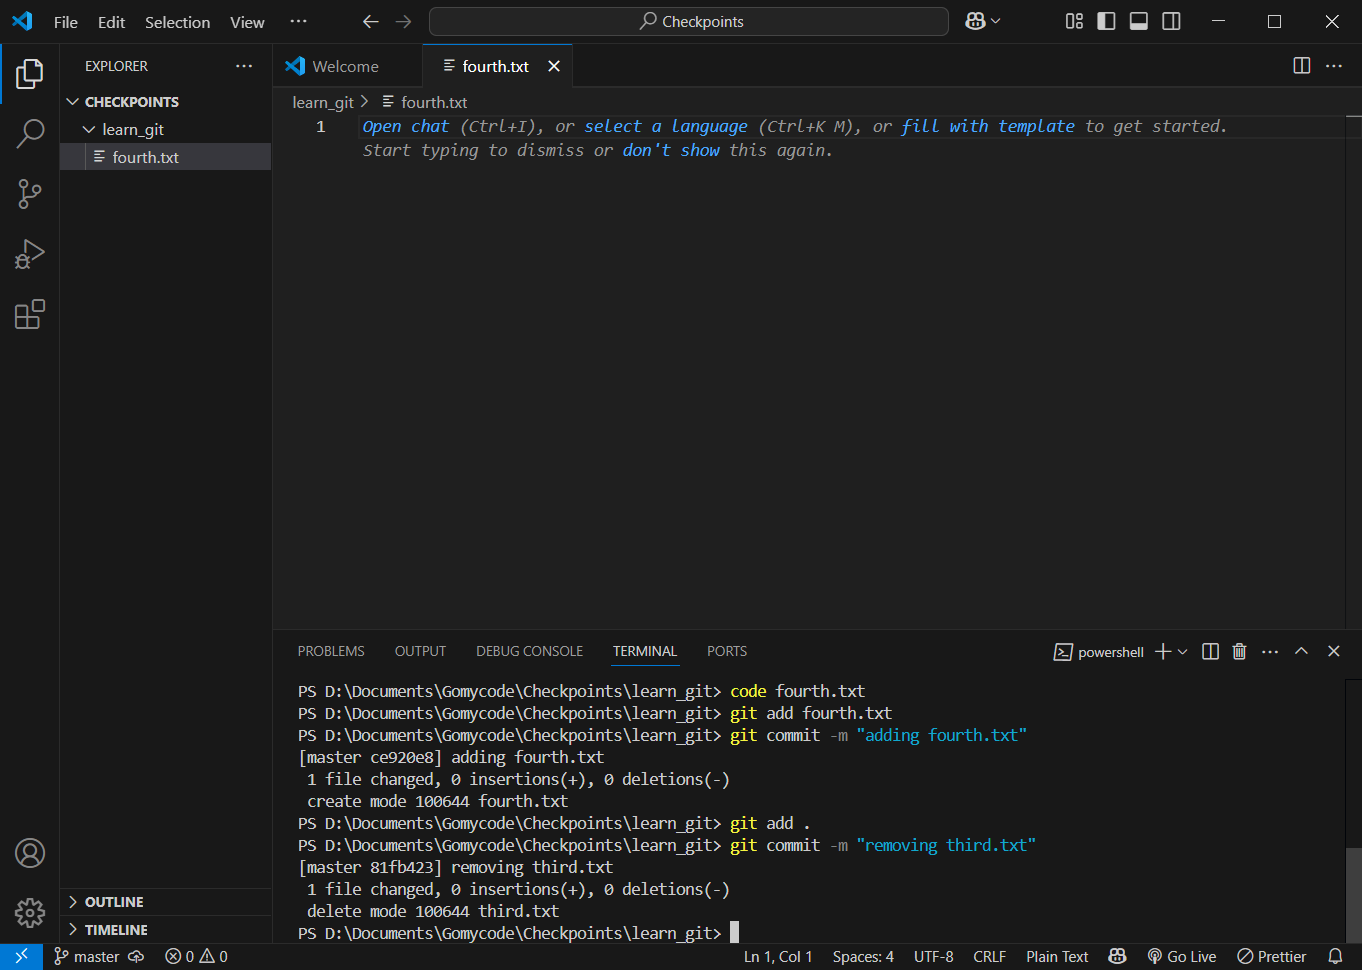 File Edit Selection View ··· Checkpoints
EXPLORER ···
CHECKPOINTS
learn_git
fourth.txt
Welcome
fourth.txt
learn_git > fourth.txt
1 Open chat (Ctrl+I), or select a language (Ctrl+K M), or fill with template to get started.
Start typing to dismiss or don't show this again.
PROBLEMS OUTPUT DEBUG CONSOLE TERMINAL PORTS powershell
PS D:\Documents\Gomycode\Checkpoints\learn_git> code fourth.txt
PS D:\Documents\Gomycode\Checkpoints\learn_git> git add fourth.txt
PS D:\Documents\Gomycode\Checkpoints\learn_git> git commit -m "adding fourth.txt"
[master ce920e8] adding fourth.txt
1 file changed, 0 insertions(+), 0 deletions(-)
create mode 100644 fourth.txt
PS D:\Documents\Gomycode\Checkpoints\learn_git> git add .
PS D:\Documents\Gomycode\Checkpoints\learn_git> git commit -m "removing third.txt"
[master 81fb423] removing third.txt
1 file changed, 0 insertions(+), 0 deletions(-)
delete mode 100644 third.txt
PS D:\Documents\Gomycode\Checkpoints\learn_git>
OUTLINE
TIMELINE
master 0 0 Ln 1, Col 1 Spaces: 4 UTF-8 CRLF Plain Text Go Live Prettier